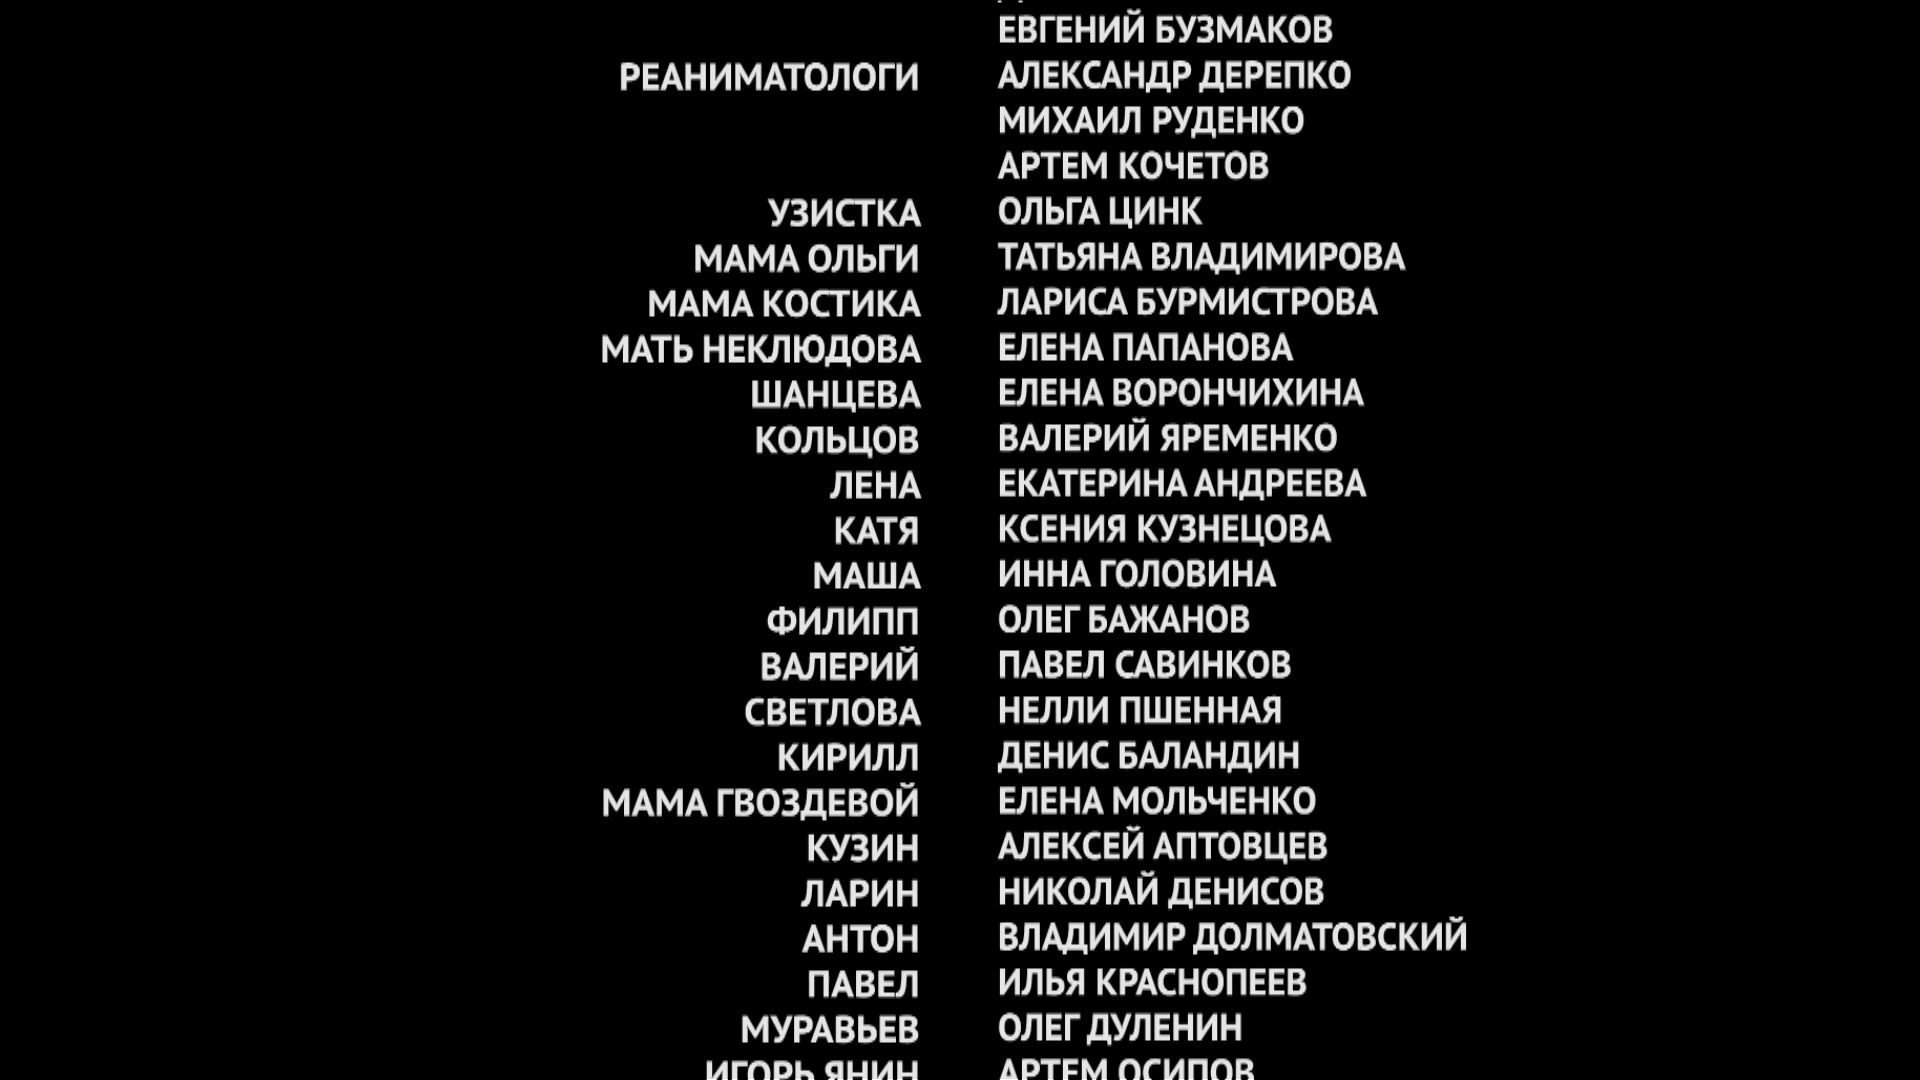 ЕВГЕНИЙ БУЗМАКОВ
РЕАНИМАТОЛОГИ АЛЕКСАНДР ДЕРЕПКО
МИХАИЛ РУДЕНКО
АРТЕМ КОЧЕТОВ
УЗИСТКА ОЛЬГА ЦИНК
МАМА ОЛЬГИ ТАТЬЯНА ВЛАДИМИРОВА
МАМА КОСТИКА ЛАРИСА БУРМИСТРОВА
МАТЬ НЕКЛЮДОВА ЕЛЕНА ПАПАНОВА
ШАНЦЕВА ЕЛЕНА ВОРОНЧИХИНА
КОЛЬЦОВ ВАЛЕРИЙ ЯРЕМЕНКО
ЛЕНА ЕКАТЕРИНА АНДРЕЕВА
КАТЯ КСЕНИЯ КУЗНЕЦОВА
МАША ИННА ГОЛОВИНА
ФИЛИПП ОЛЕГ БАЖАНОВ
ВАЛЕРИЙ ПАВЕЛ САВИНКОВ
СВЕТЛОВА НЕЛЛИ ПШЕННАЯ
КИРИЛЛ ДЕНИС БАЛАНДИН
МАМА ГВОЗДЕВОЙ ЕЛЕНА МОЛЬЧЕНКО
КУЗИН АЛЕКСЕЙ АПТОВЦЕВ
ЛАРИН НИКОЛАЙ ДЕНИСОВ
АНТОН ВЛАДИМИР ДОЛМАТОВСКИЙ
ПАВЕЛ ИЛЬЯ КРАСНОПЕЕВ
МУРАВЬЕВ ОЛЕГ ДУЛЕНИН
ИГОРЬ ЯНИН АРТЕМ ОСИПОВ